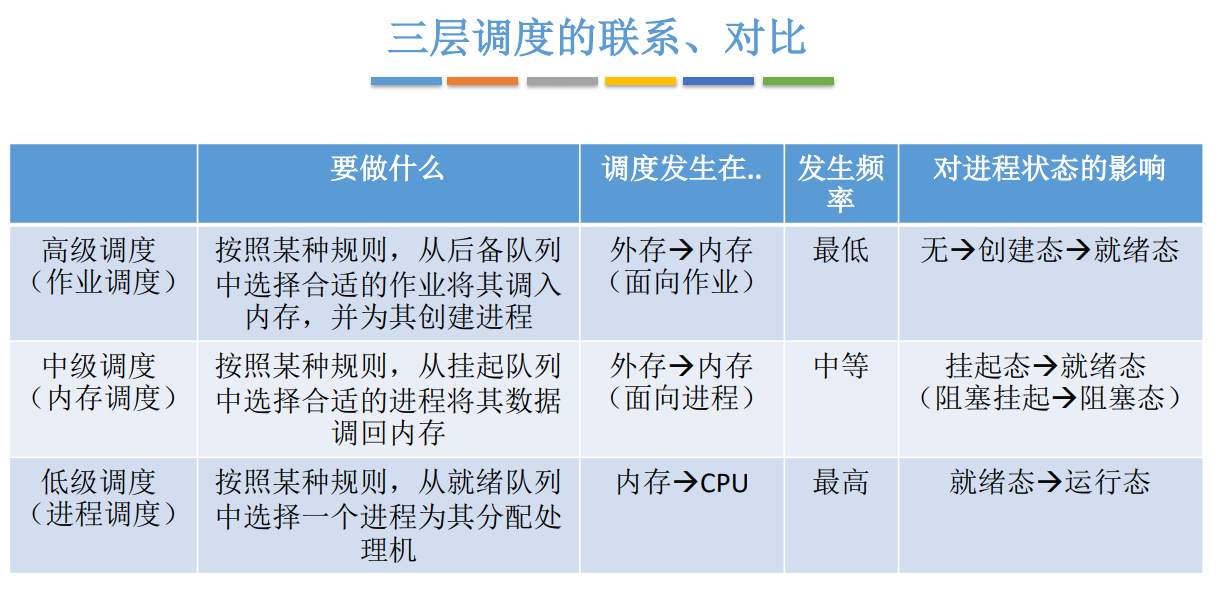 三层调度的联系、对比
要做什么
调度发生在..
发生频
率
对进程状态的影响
高级调度
（作业调度）
按照某种规则，从后备队列
中选择合适的作业将其调入
内存，并为其创建进程
外存→内存
（面向作业）
最低
无→创建态→就绪态
中级调度
（内存调度）
按照某种规则，从挂起队列
中选择合适的进程将其数据
调回内存
外存→内存
（面向进程）
中等
挂起态→就绪态
（阻塞挂起→阻塞态）
低级调度
（进程调度）
按照某种规则，从就绪队列
中选择一个进程为其分配处
理机
内存→CPU
最高
就绪态→运行态